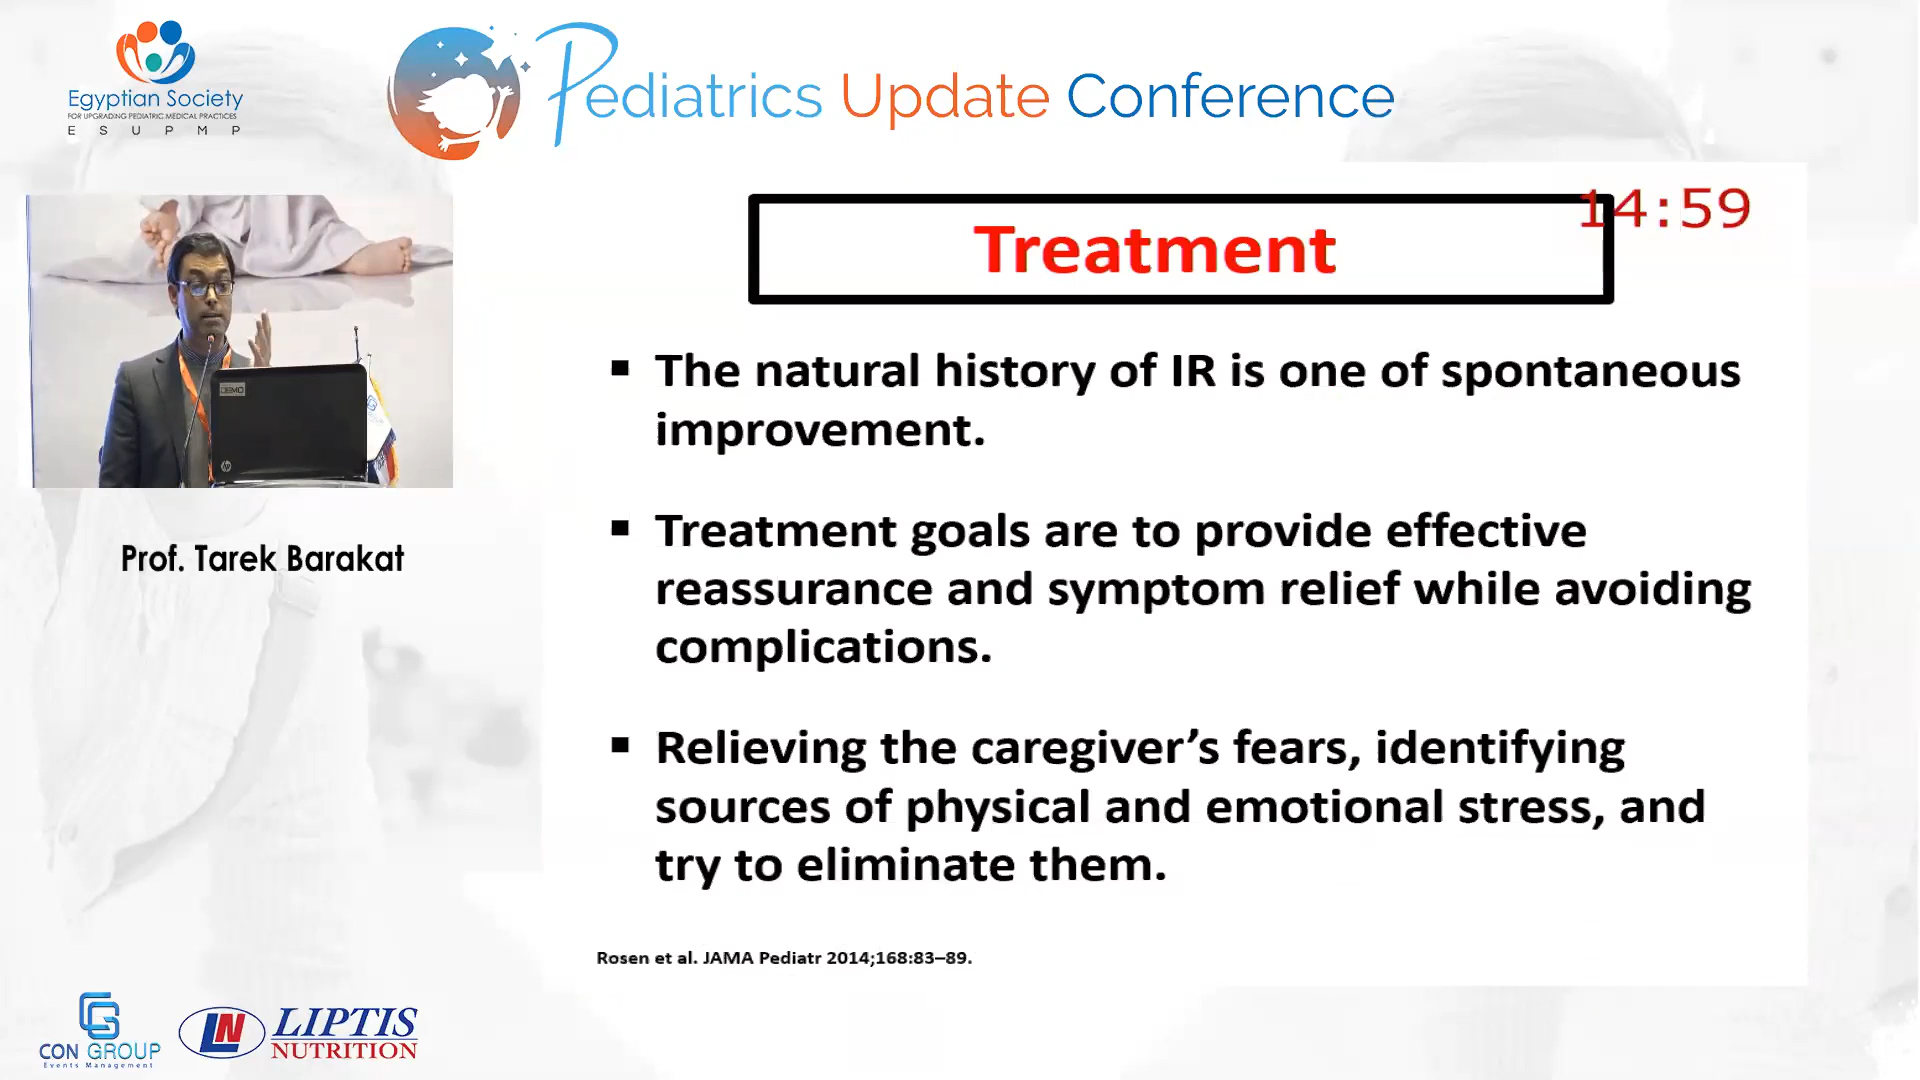 Egyptian Society
FOR UPGRADING PEDIATRIC MEDICAL PRACTICES
E S U P M P
Pediatrics Update Conference
14:59
Treatment
▪ The natural history of IR is one of spontaneous
improvement.
▪ Treatment goals are to provide effective
reassurance and symptom relief while avoiding
complications.
▪ Relieving the caregiver’s fears, identifying
sources of physical and emotional stress, and
try to eliminate them.
Rosen et al. JAMA Pediatr 2014;168:83–89.
DEMO
hp
Prof. Tarek Barakat
CON GROUP
Events Management
LN LIPTIS
NUTRITION